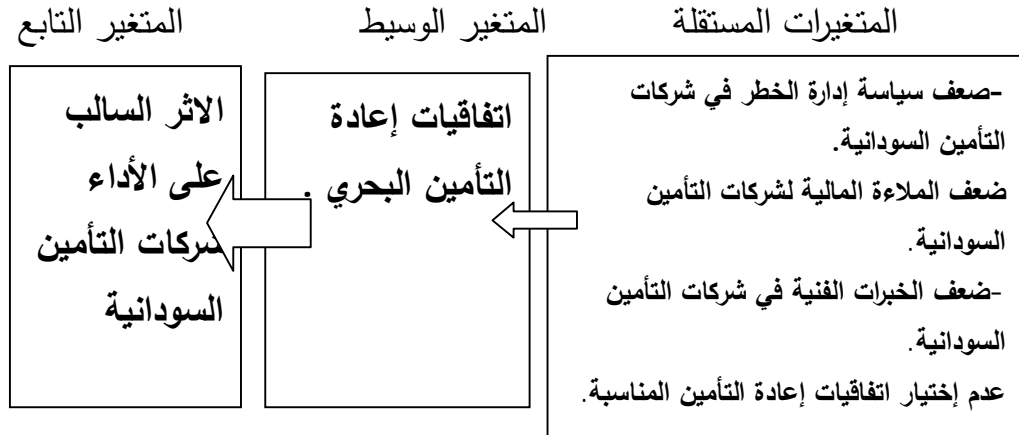 المتغيرات المستقلة
المتغير الوسيط
المتغير التابع
-صعف سياسة إدارة الخطر في شركات
التأمين السودانية.
ضعف الملاءة المالية لشركات التأمين
السودانية.
-ضعف الخبرات الفنية في شركات التأمين
السودانية.
عدم إختيار اتفاقيات إعادة التأمين المناسبة.
اتفاقيات إعادة
التأمين البحري .
الاثر السالب
على الأداء
شركات التأمين
السودانية